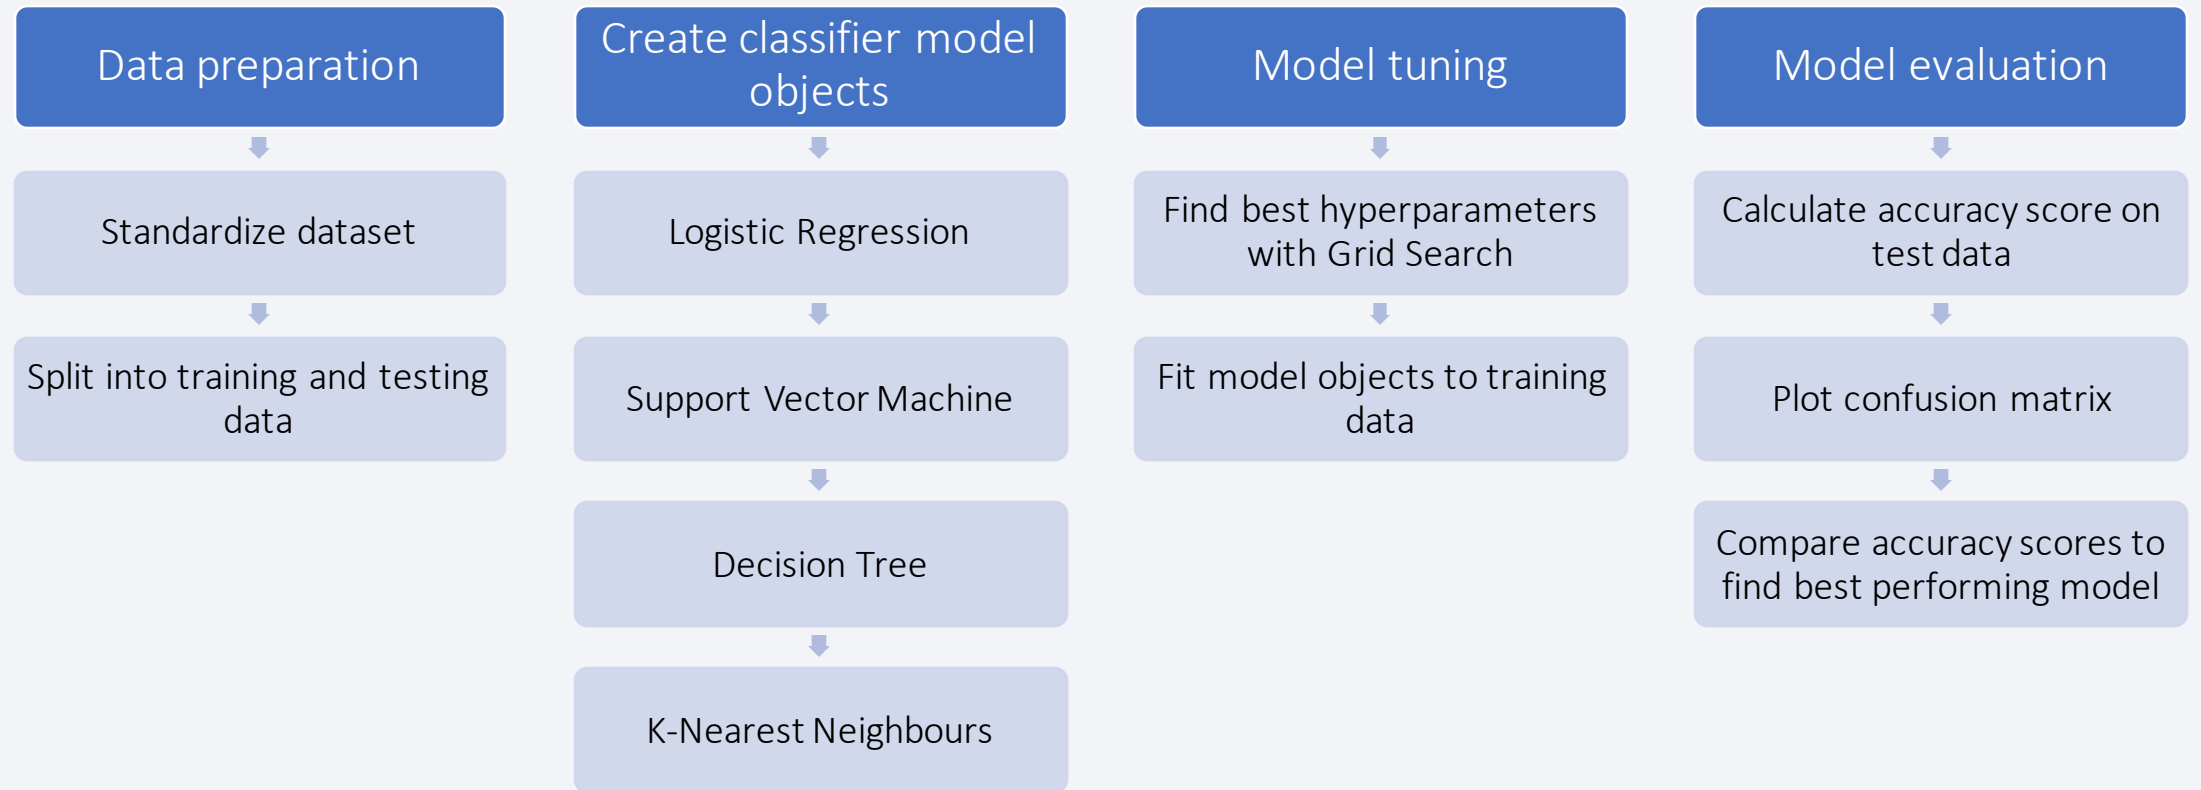 Data preparation
Standardize dataset
Split into training and testing
data
Create classifier model
objects
Logistic Regression
Support Vector Machine
Decision Tree
K-Nearest Neighbours
Model tuning
Find best hyperparameters
with Grid Search
Fit model objects to training
data
Model evaluation
Calculate accuracy score on
test data
Plot confusion matrix
Compare accuracy scores to
find best performing model